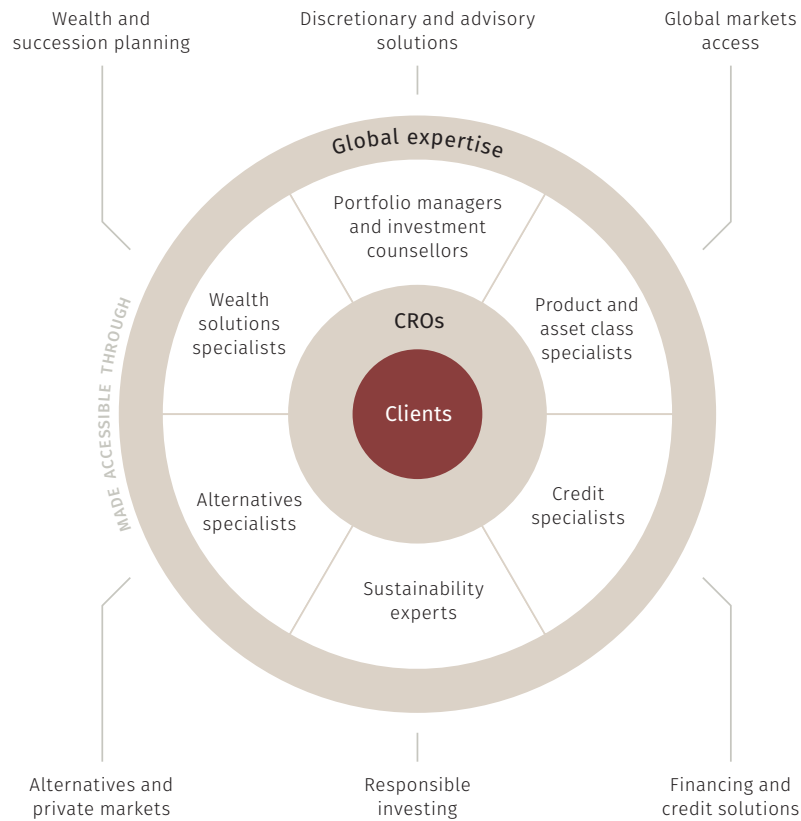 Wealth and
succession planning
Discretionary and advisory
solutions
Global markets
access
Global expertise
Portfolio managers
and investment
counsellors
Wealth
solutions
specialists
Product and
asset class
specialists
CROs
Clients
MADE ACCESSIBLE THROUGH
Alternatives
specialists
Credit
specialists
Sustainability
experts
Alternatives and
private markets
Responsible
investing
Financing and
credit solutions